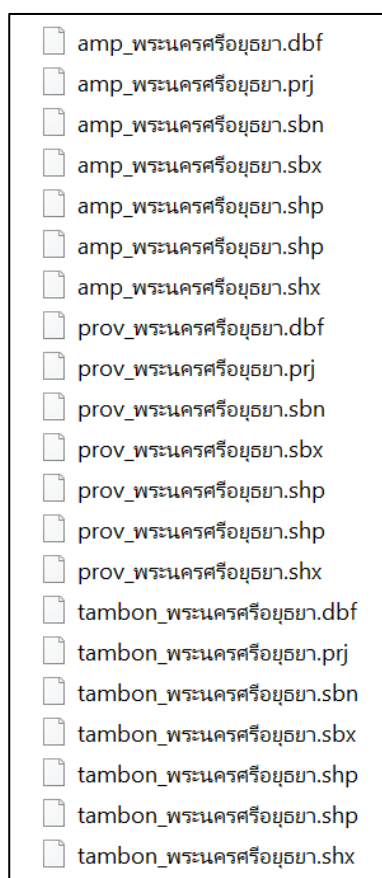 amp_พระนครศรีอยุธยา.dbf
amp_พระนครศรีอยุธยา.prj
amp_พระนครศรีอยุธยา.sbn
amp_พระนครศรีอยุธยา.sbx
amp_พระนครศรีอยุธยา.shp
amp_พระนครศรีอยุธยา.shp
amp_พระนครศรีอยุธยา.shx
prov_พระนครศรีอยุธยา.dbf
prov_พระนครศรีอยุธยา.prj
prov_พระนครศรีอยุธยา.sbn
prov_พระนครศรีอยุธยา.sbx
prov_พระนครศรีอยุธยา.shp
prov_พระนครศรีอยุธยา.shp
prov_พระนครศรีอยุธยา.shx
tambon_พระนครศรีอยุธยา.dbf
tambon_พระนครศรีอยุธยา.prj
tambon_พระนครศรีอยุธยา.sbn
tambon_พระนครศรีอยุธยา.sbx
tambon_พระนครศรีอยุธยา.shp
tambon_พระนครศรีอยุธยา.shp
tambon_พระนครศรีอยุธยา.shx